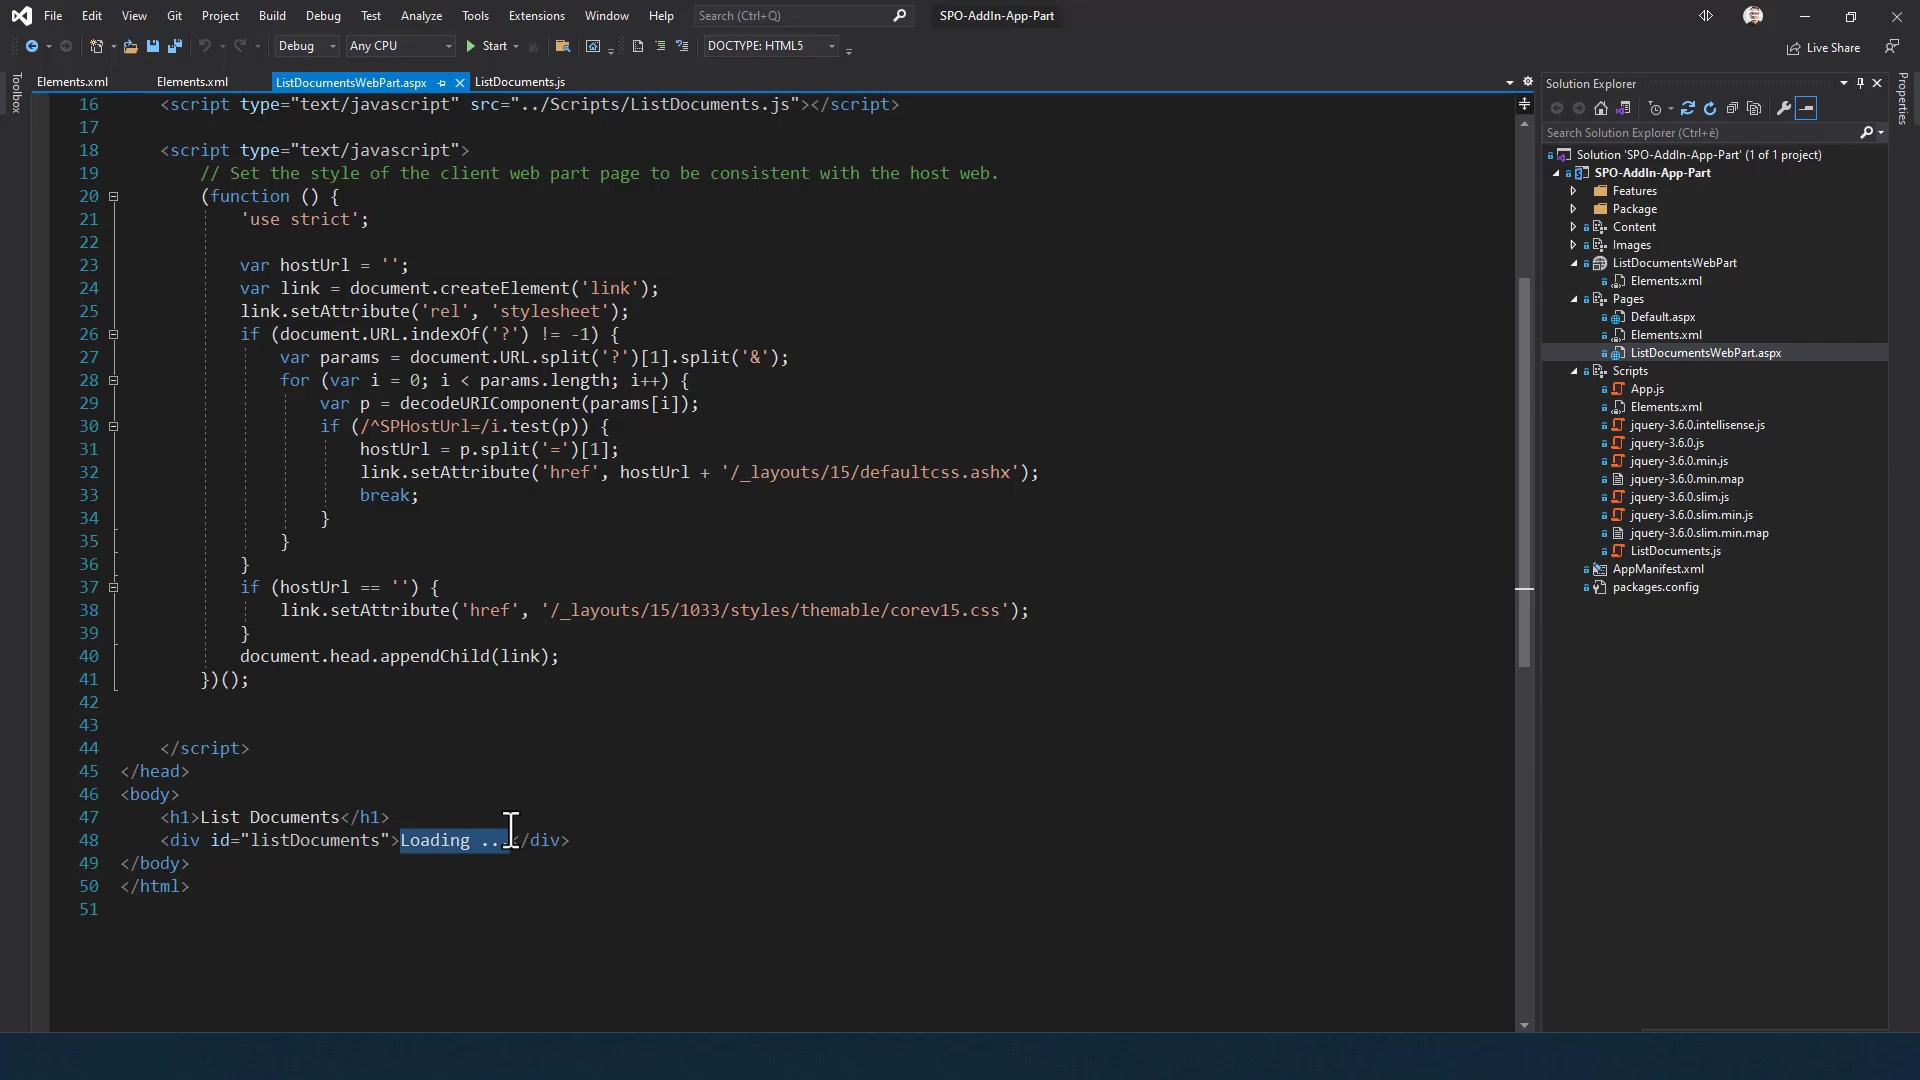 File Edit View Git Project Build Debug Test Analyze Tools Extensions Window Help Search (Ctrl+Q) SPO-AddIn-App-Part
Debug Any CPU Start DOCTYPE: HTML5 Live Share
Toolbox
Elements.xml Elements.xml ListDocumentsWebPart.aspx ListDocuments.js
16 <script type="text/javascript" src="../Scripts/ListDocuments.js"></script>
17
18 <script type="text/javascript">
19 // Set the style of the client web part page to be consistent with the host web.
20 (function () {
21 'use strict';
22
23 var hostUrl = '';
24 var link = document.createElement('link');
25 link.setAttribute('rel', 'stylesheet');
26 if (document.URL.indexOf('?') != -1) {
27 var params = document.URL.split('?')[1].split('&');
28 for (var i = 0; i < params.length; i++) {
29 var p = decodeURIComponent(params[i]);
30 if (/^SPHostUrl=/i.test(p)) {
31 hostUrl = p.split('=')[1];
32 link.setAttribute('href', hostUrl + '/_layouts/15/defaultcss.ashx');
33 break;
34 }
35 }
36 }
37 if (hostUrl == '') {
38 link.setAttribute('href', '/_layouts/15/1033/styles/themable/corev15.css');
39 }
40 document.head.appendChild(link);
41 })();
42
43
44 </script>
45 </head>
46 <body>
47 <h1>List Documents</h1>
48 <div id="listDocuments">Loading ...</div>
49 </body>
50 </html>
51
Solution Explorer
Search Solution Explorer (Ctrl+è)
Solution 'SPO-AddIn-App-Part' (1 of 1 project)
SPO-AddIn-App-Part
Features
Package
Content
Images
ListDocumentsWebPart
Elements.xml
Pages
Default.aspx
Elements.xml
ListDocumentsWebPart.aspx
Scripts
App.js
Elements.xml
jquery-3.6.0.intellisense.js
jquery-3.6.0.js
jquery-3.6.0.min.js
jquery-3.6.0.min.map
jquery-3.6.0.slim.js
jquery-3.6.0.slim.min.js
jquery-3.6.0.slim.min.map
ListDocuments.js
AppManifest.xml
packages.config
Properties